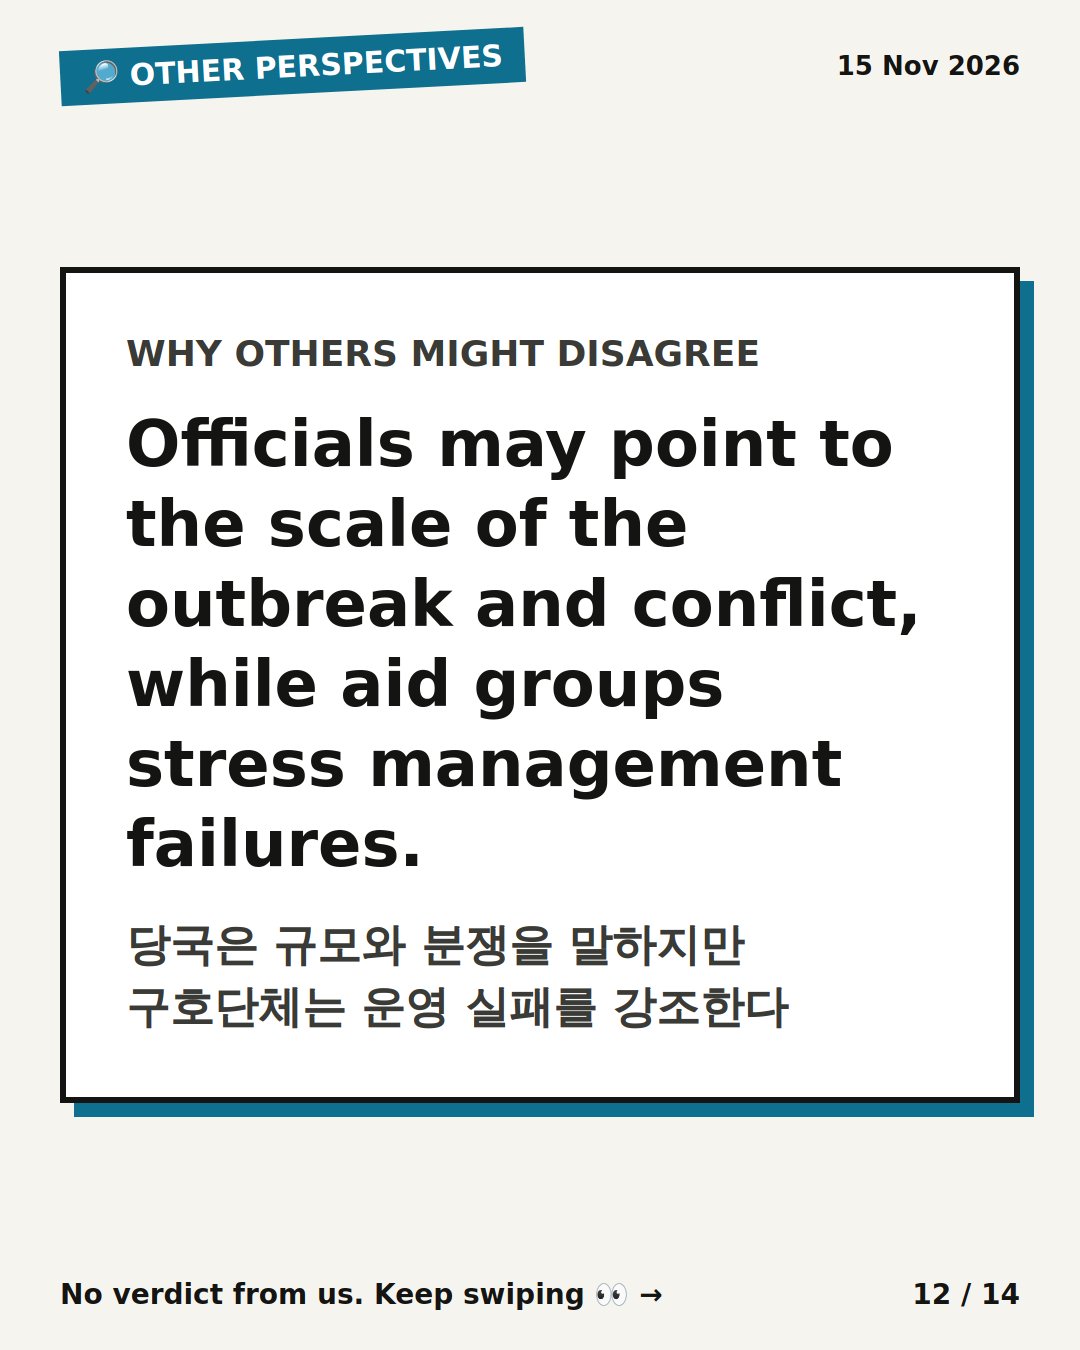 🔎 OTHER PERSPECTIVES
15 Nov 2026
WHY OTHERS MIGHT DISAGREE
Officials may point to
the scale of the
outbreak and conflict,
while aid groups
stress management
failures.
당국은 규모와 분쟁을 말하지만
구호단체는 운영 실패를 강조한다
No verdict from us. Keep swiping 👀 →
12 / 14